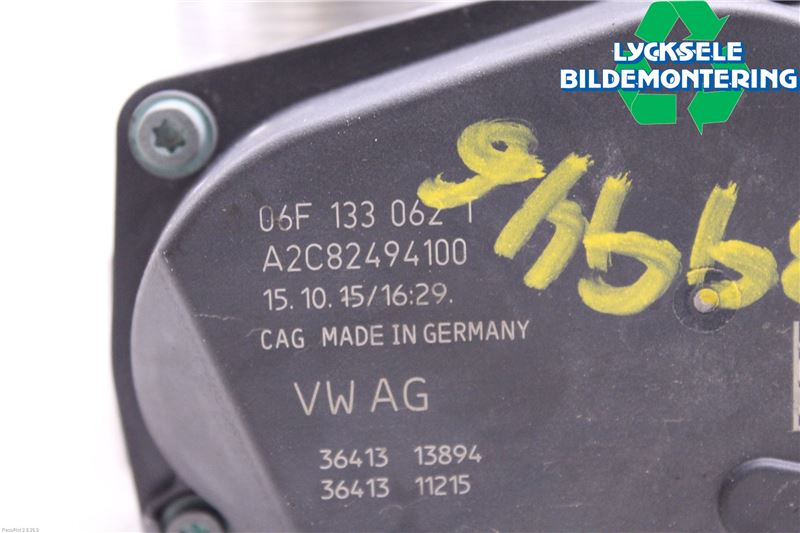 LYCKSELE
BILDEMONTERING
06F 133 062
A2C82494100
15.10.15/16:29.
CAG MADE IN GERMANY
VW AG
36413 13894
36413 11215